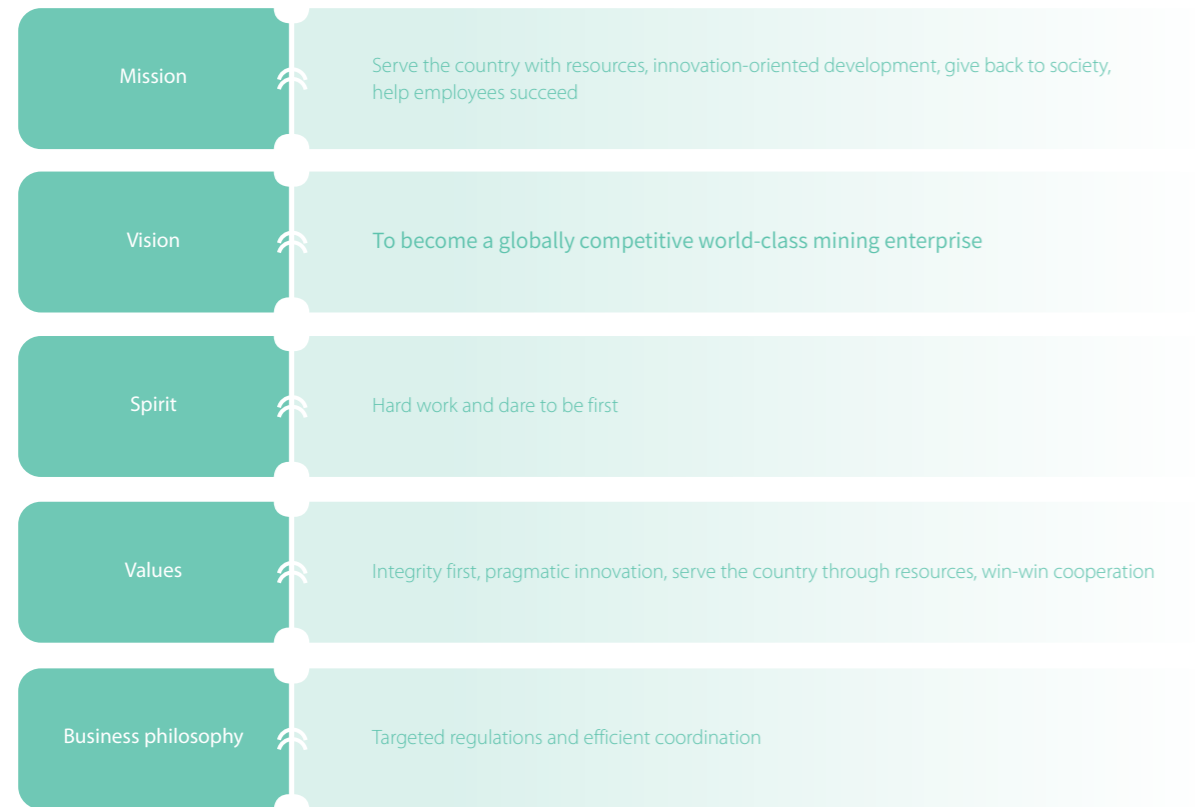 Mission
Serve the country with resources, innovation-oriented development, give back to society,
help employees succeed
Vision
To become a globally competitive world-class mining enterprise
Spirit
Hard work and dare to be first
Values
Integrity first, pragmatic innovation, serve the country through resources, win-win cooperation
Business philosophy
Targeted regulations and efficient coordination